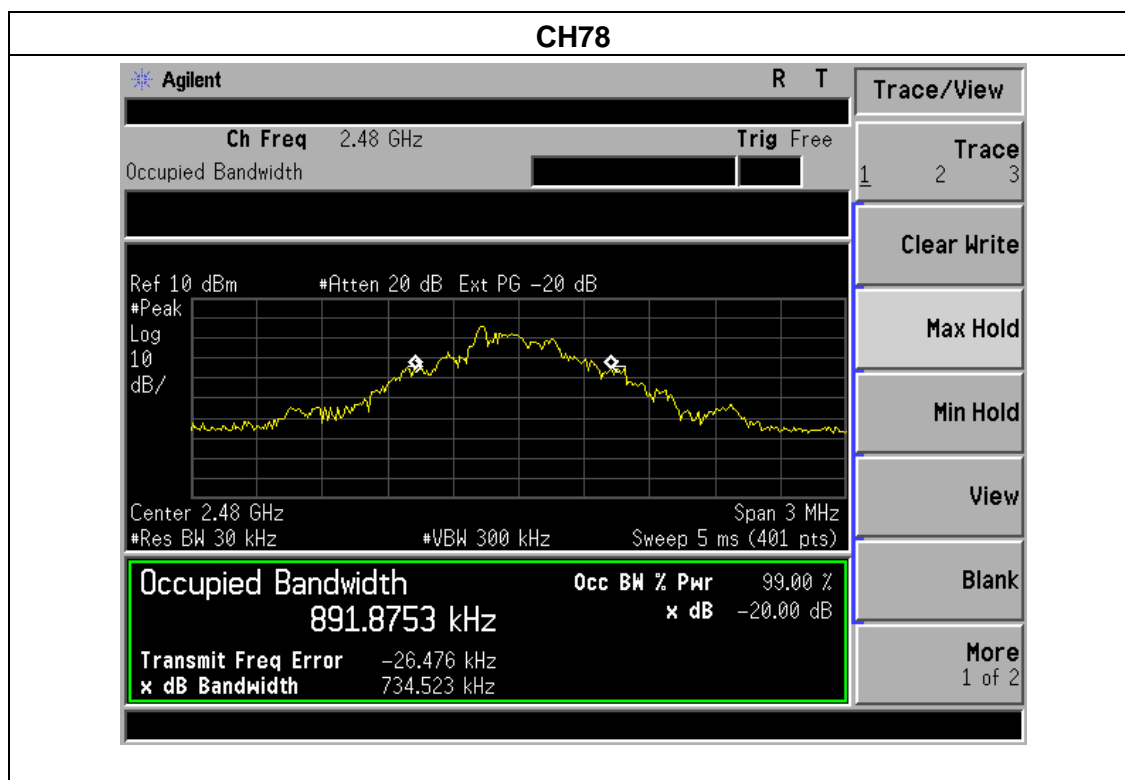 CH78
Agilent R T
Trace/View
Ch Freq 2.48 GHz Trig Free
Occupied Bandwidth
Trace
1 2 3
Clear Write
Max Hold
Min Hold
View
Blank
More
1 of 2
Ref 10 dBm #Atten 20 dB Ext PG -20 dB
#Peak
Log
10
dB/
Center 2.48 GHz Span 3 MHz
#Res BW 30 kHz #VBW 300 kHz Sweep 5 ms (401 pts)
Occupied Bandwidth Occ BW % Pwr 99.00 %
891.8753 kHz x dB -20.00 dB
Transmit Freq Error -26.476 kHz
x dB Bandwidth 734.523 kHz